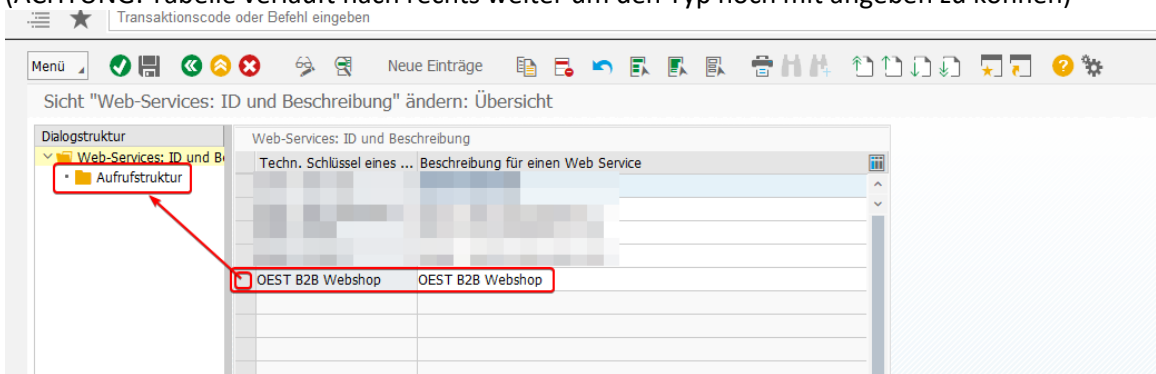 (ACHTUNG: Tabelle verläuft nach rechts weiter um den Typ noch mit angeben zu können)
Transaktionscode oder Befehl eingeben
Menü Neue Einträge
Sicht "Web-Services: ID und Beschreibung" ändern: Übersicht
Dialogstruktur
Web-Services: ID und Be
Aufrufstruktur
Web-Services: ID und Beschreibung
Techn. Schlüssel eines ... Beschreibung für einen Web Service
OEST B2B Webshop OEST B2B Webshop